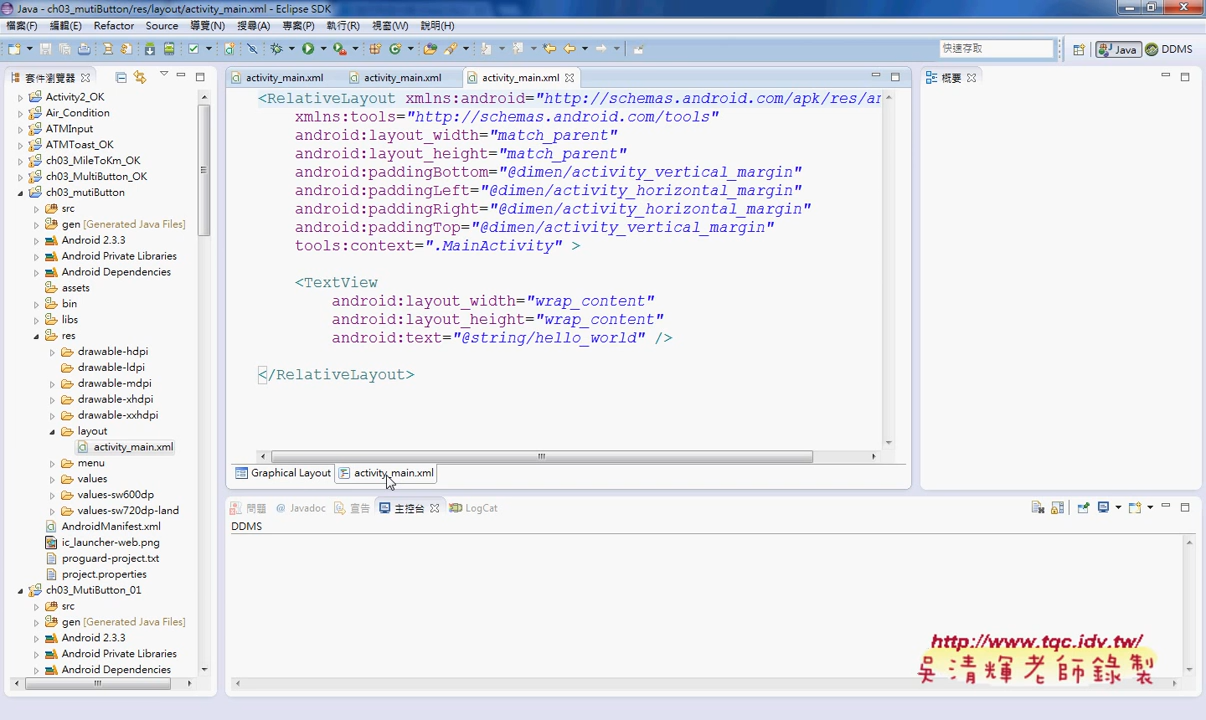 Java - ch03_mutiButton/res/layout/activity_main.xml - Eclipse SDK
檔案(F) 編輯(E) Refactor Source 導覽(N) 搜尋(A) 專案(P) 執行(R) 視窗(W) 說明(H)
快速存取 Java DDMS
套件瀏覽器
activity_main.xml activity_main.xml activity_main.xml
概要
Activity2_OK
Air_Condition
ATMInput
ATMToast_OK
ch03_MileToKm_OK
ch03_MultiButton_OK
ch03_mutiButton
src
gen [Generated Java Files]
Android 2.3.3
Android Private Libraries
Android Dependencies
assets
bin
libs
res
drawable-hdpi
drawable-ldpi
drawable-mdpi
drawable-xhdpi
drawable-xxhdpi
layout
activity_main.xml
menu
values
values-sw600dp
values-sw720dp-land
AndroidManifest.xml
ic_launcher-web.png
proguard-project.txt
project.properties
ch03_MutiButton_01
src
gen [Generated Java Files]
Android 2.3.3
Android Private Libraries
Android Dependencies
<RelativeLayout xmlns:android="http://schemas.android.com/apk/res/ar
xmlns:tools="http://schemas.android.com/tools"
android:layout_width="match_parent"
android:layout_height="match_parent"
android:paddingBottom="@dimen/activity_vertical_margin"
android:paddingLeft="@dimen/activity_horizontal_margin"
android:paddingRight="@dimen/activity_horizontal_margin"
android:paddingTop="@dimen/activity_vertical_margin"
tools:context=".MainActivity" >
<TextView
android:layout_width="wrap_content"
android:layout_height="wrap_content"
android:text="@string/hello_world" />
</RelativeLayout>
Graphical Layout activity_main.xml
問題 @ Javadoc 宣告 主控台 LogCat
DDMS
http://www.tqc.idv.tw/
吳清輝老師錄製